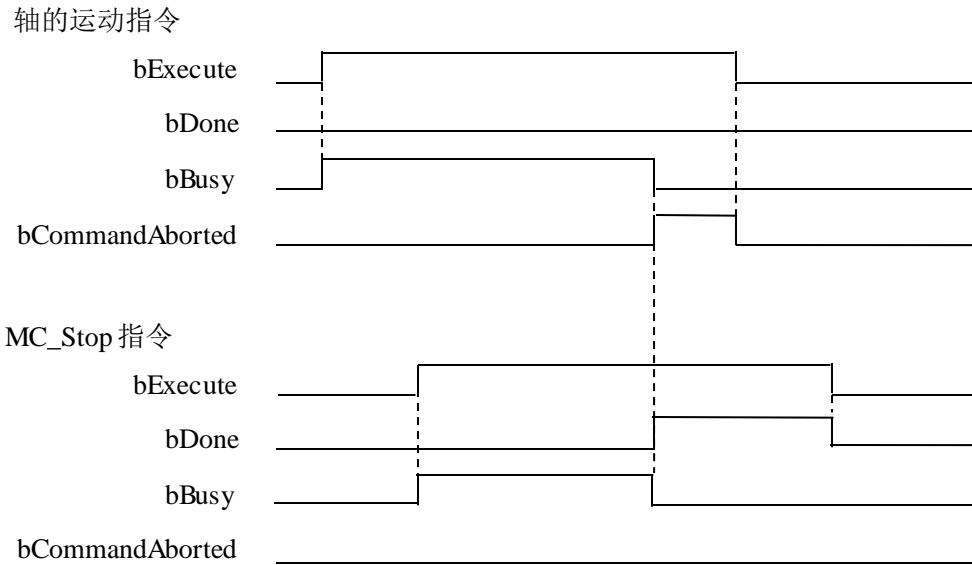 轴的运动指令
bExecute
bDone
bBusy
bCommandAborted
MC_Stop 指令
bExecute
bDone
bBusy
bCommandAborted